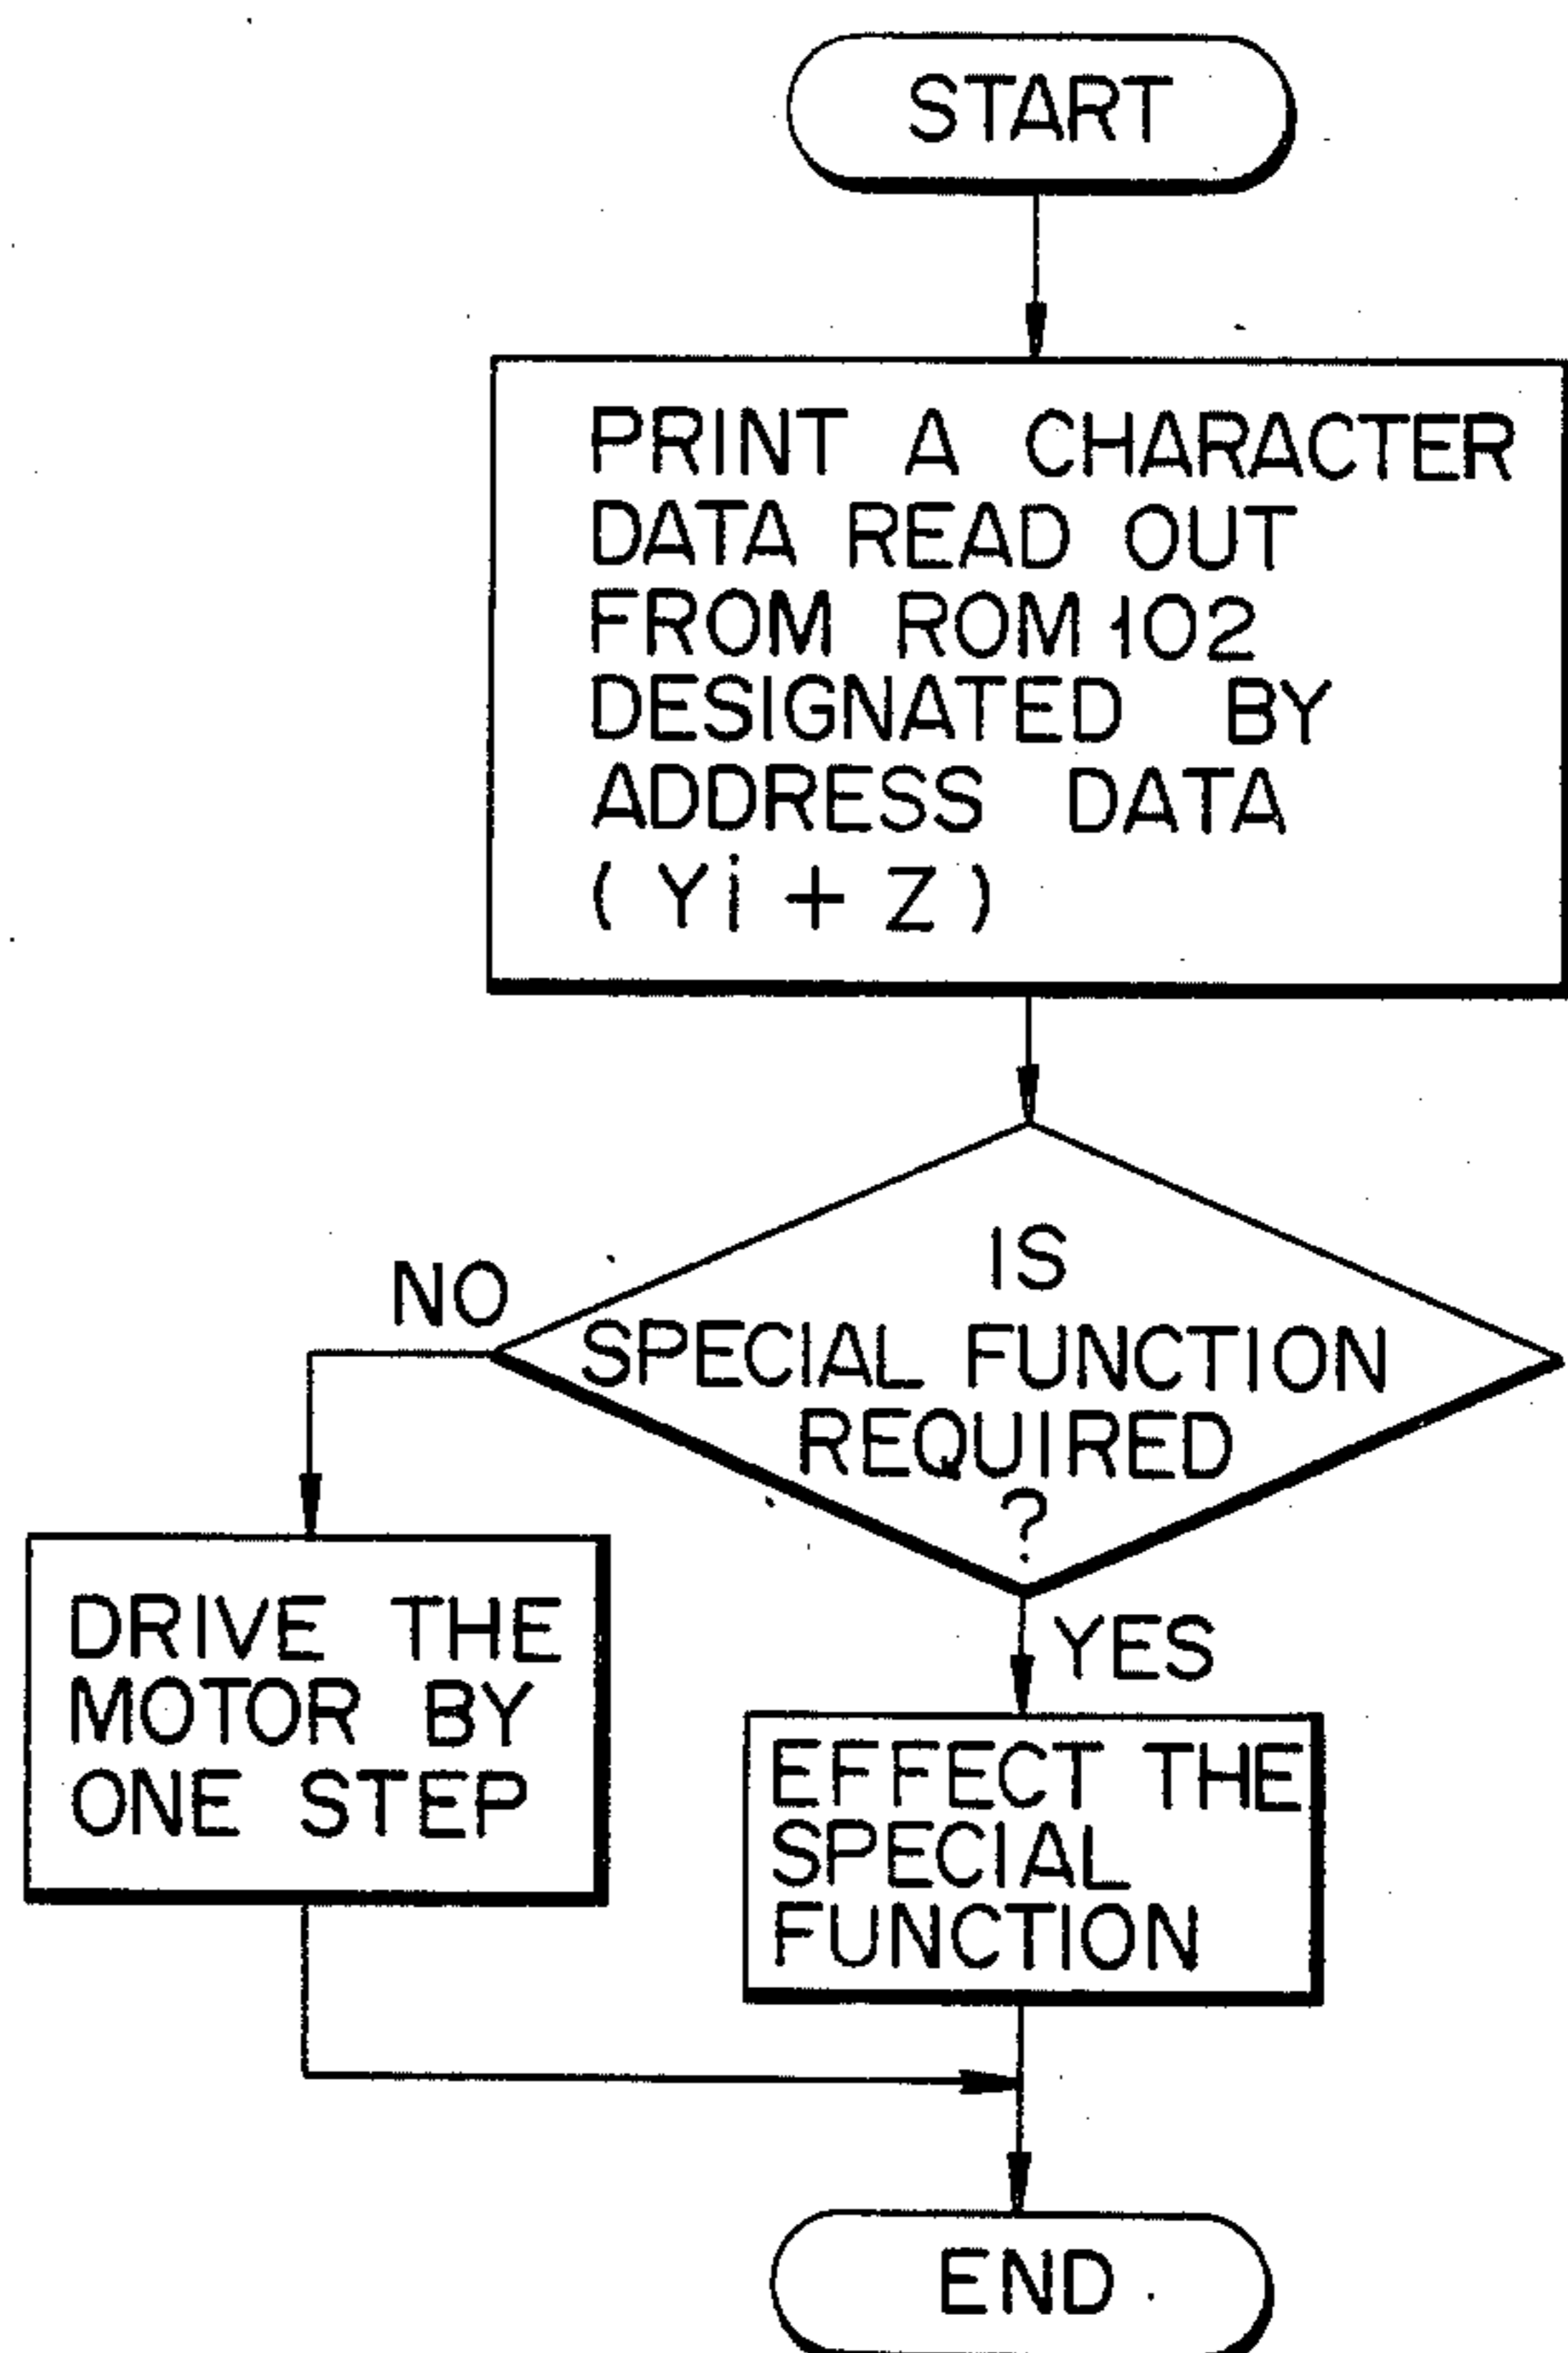 START
PRINT A CHARACTER
DATA READ OUT
FROM ROM 102
DESIGNATED BY
ADDRESS DATA
( Yi + Z )
IS
SPECIAL FUNCTION
REQUIRED
?
NO
YES
DRIVE THE
MOTOR BY
ONE STEP
EFFECT THE
SPECIAL
FUNCTION
END